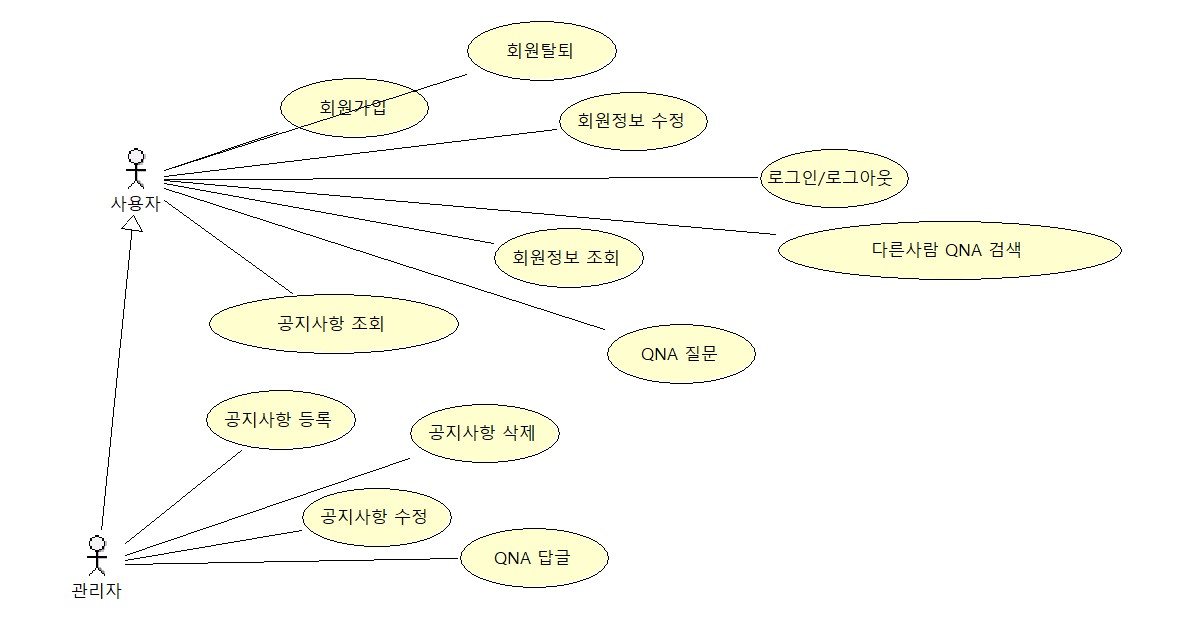 회원탈퇴
회원가입
회원정보 수정
로그인/로그아웃
사용자
다른사람 QNA 검색
회원정보 조회
공지사항 조회
QNA 질문
공지사항 등록
공지사항 삭제
공지사항 수정
QNA 답글
관리자